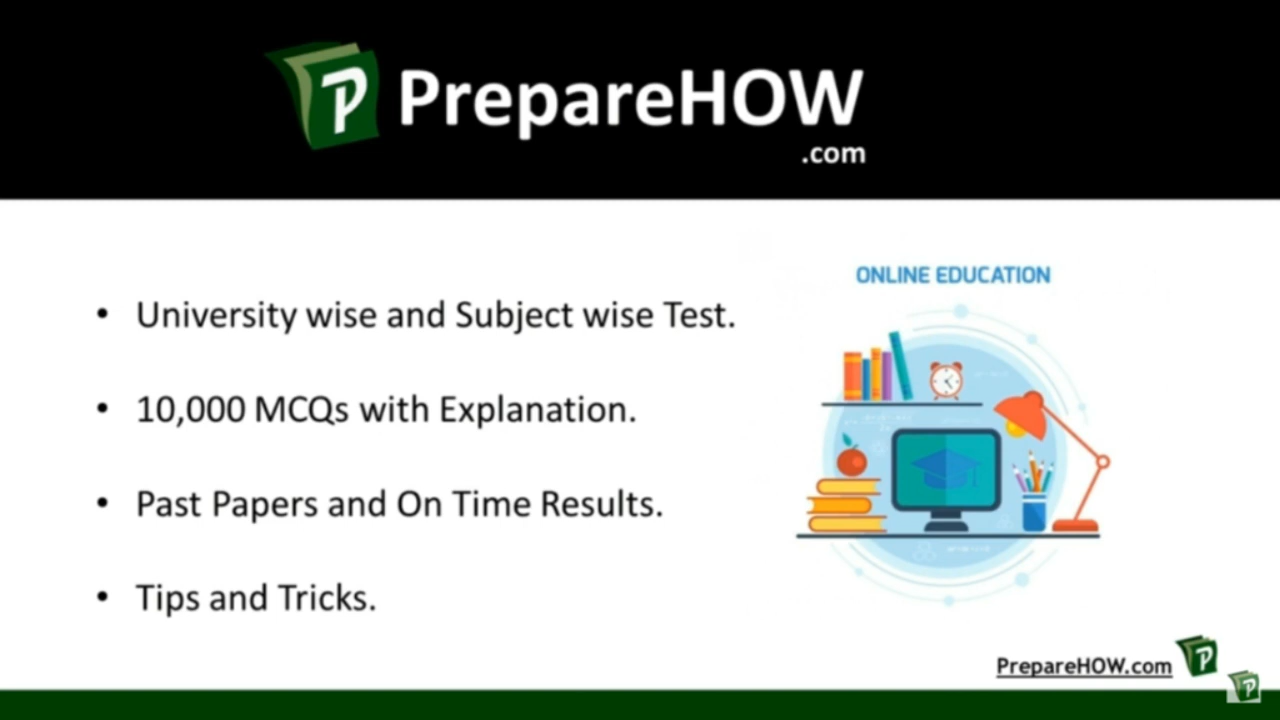 PrepareHOW
.com
ONLINE EDUCATION
• University wise and Subject wise Test.
• 10,000 MCQs with Explanation.
• Past Papers and On Time Results.
• Tips and Tricks.
PrepareHOW.com